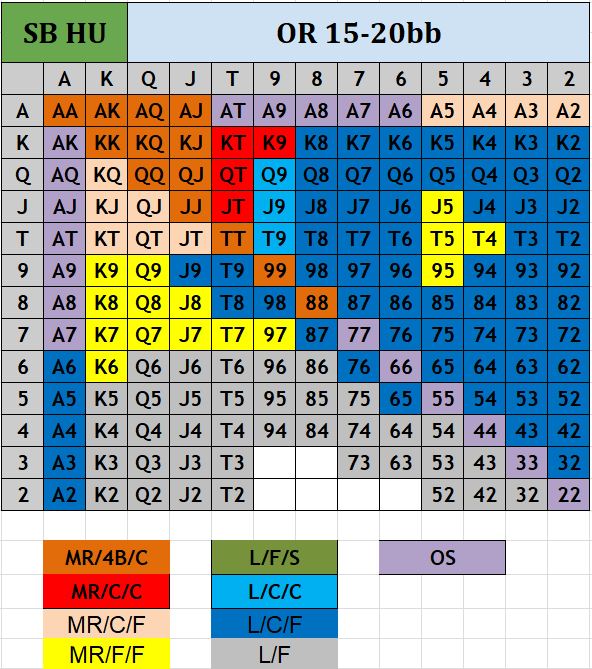 SB HU OR 15-20bb
A K Q J T 9 8 7 6 5 4 3 2
A AA AK AQ AJ AT A9 A8 A7 A6 A5 A4 A3 A2
K AK KK KQ KJ KT K9 K8 K7 K6 K5 K4 K3 K2
Q AQ KQ QQ QJ QT Q9 Q8 Q7 Q6 Q5 Q4 Q3 Q2
J AJ KJ QJ JJ JT J9 J8 J7 J6 J5 J4 J3 J2
T AT KT QT JT TT T9 T8 T7 T6 T5 T4 T3 T2
9 A9 K9 Q9 J9 T9 99 98 97 96 95 94 93 92
8 A8 K8 Q8 J8 T8 98 88 87 86 85 84 83 82
7 A7 K7 Q7 J7 T7 97 87 77 76 75 74 73 72
6 A6 K6 Q6 J6 T6 96 86 76 66 65 64 63 62
5 A5 K5 Q5 J5 T5 95 85 75 65 55 54 53 52
4 A4 K4 Q4 J4 T4 94 84 74 64 54 44 43 42
3 A3 K3 Q3 J3 T3 73 63 53 43 33 32
2 A2 K2 Q2 J2 T2 52 42 32 22
MR/4B/C L/F/S OS
MR/C/C L/C/C
MR/C/F L/C/F
MR/F/F L/F